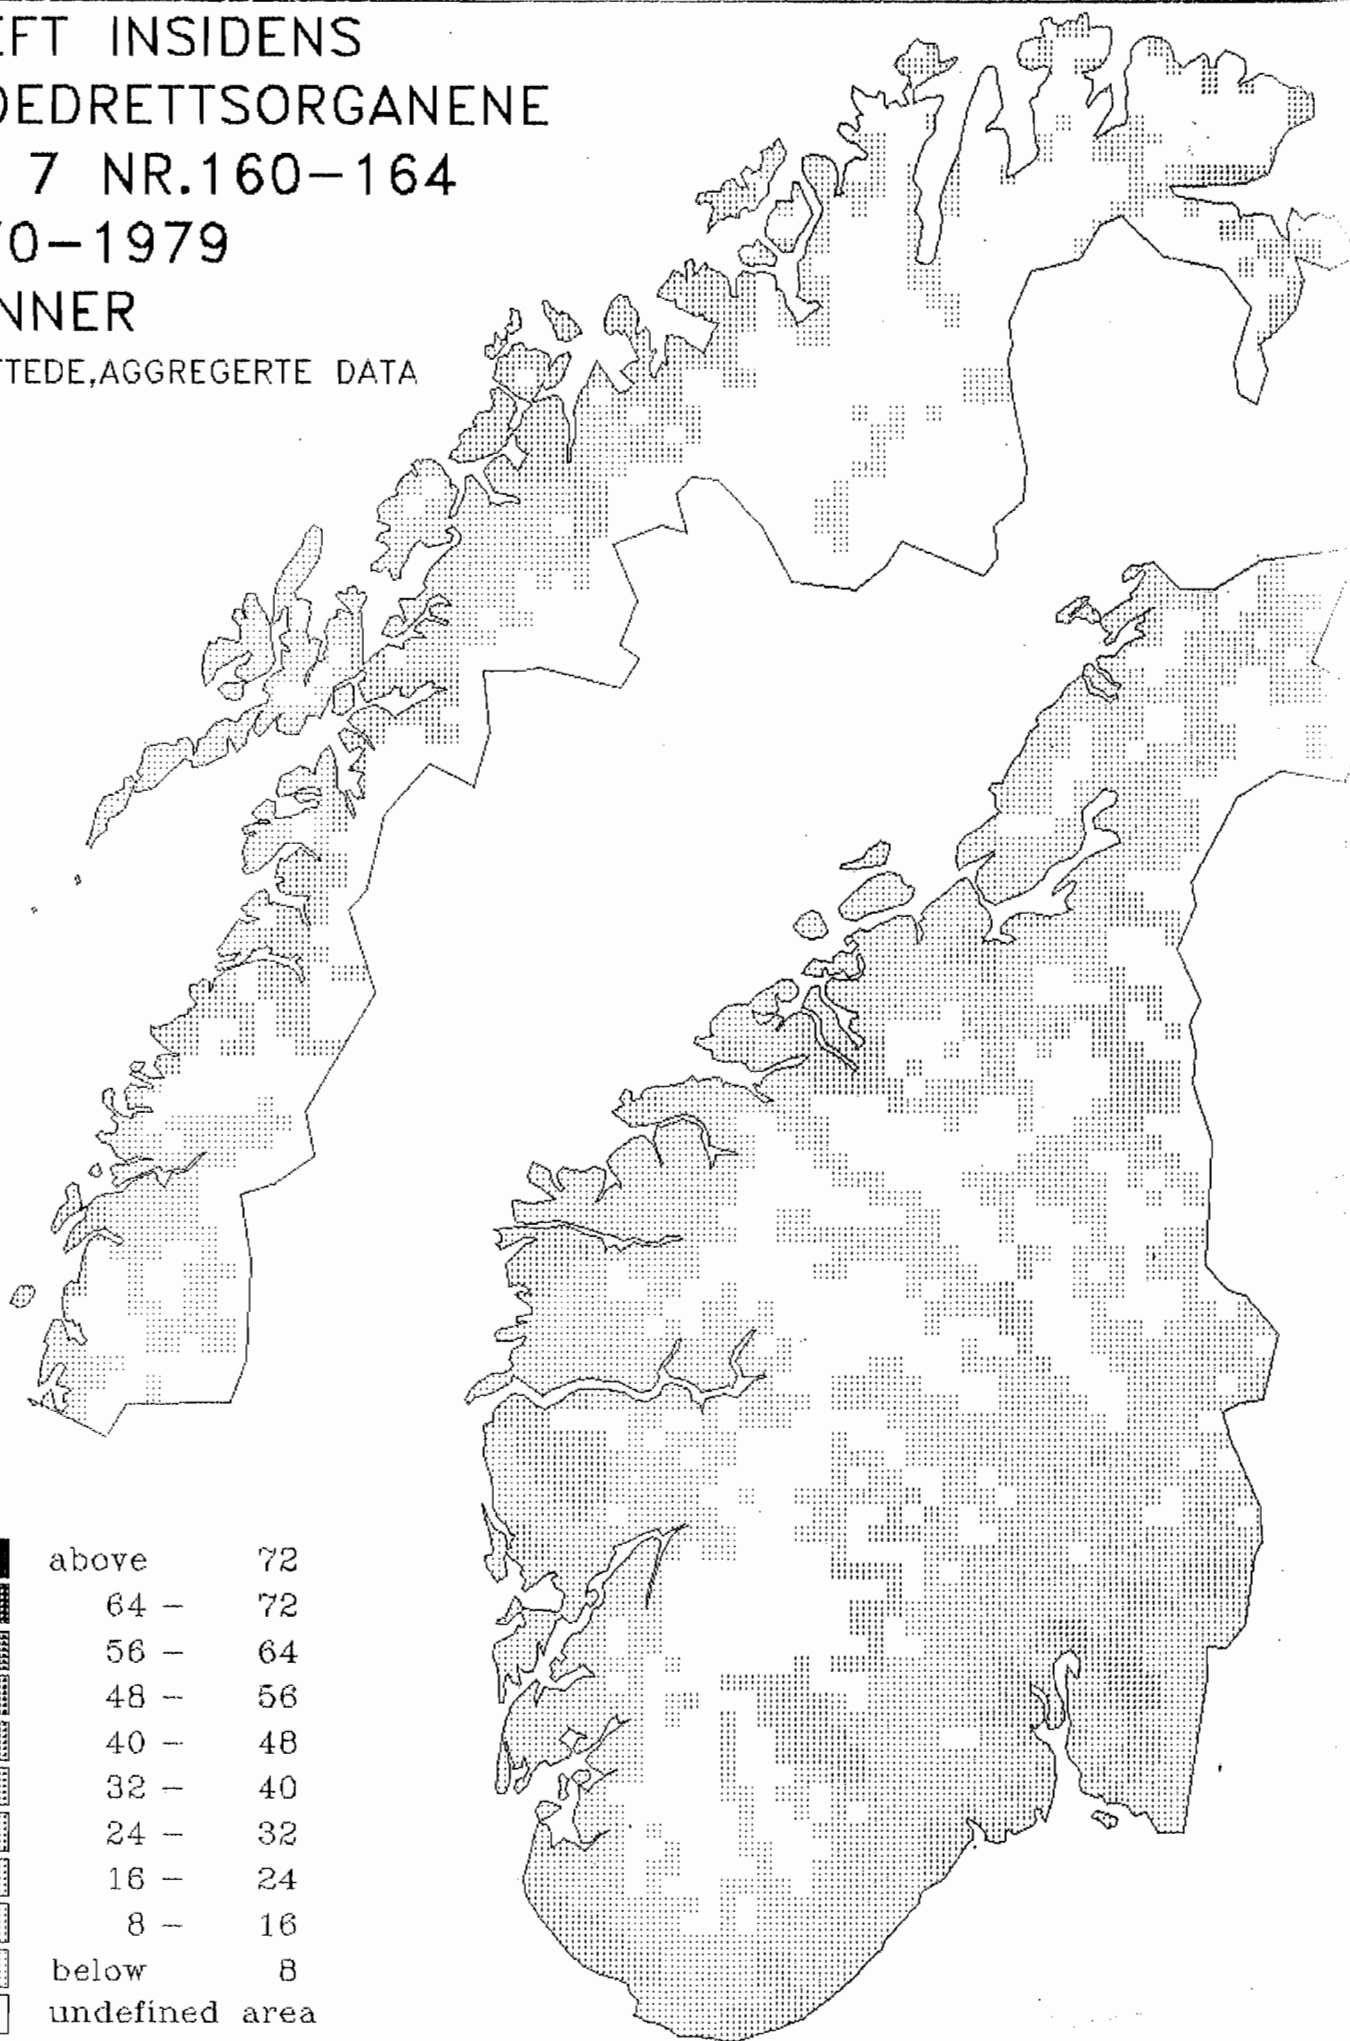 EFT INSIDENS
DEDRETTSORGANENE
7 NR.160-164
70-1979
NNER
TTEDE,AGGREGERTE DATA
above 72
64 - 72
56 - 64
48 - 56
40 - 48
32 - 40
24 - 32
16 - 24
8 - 16
below 8
undefined area